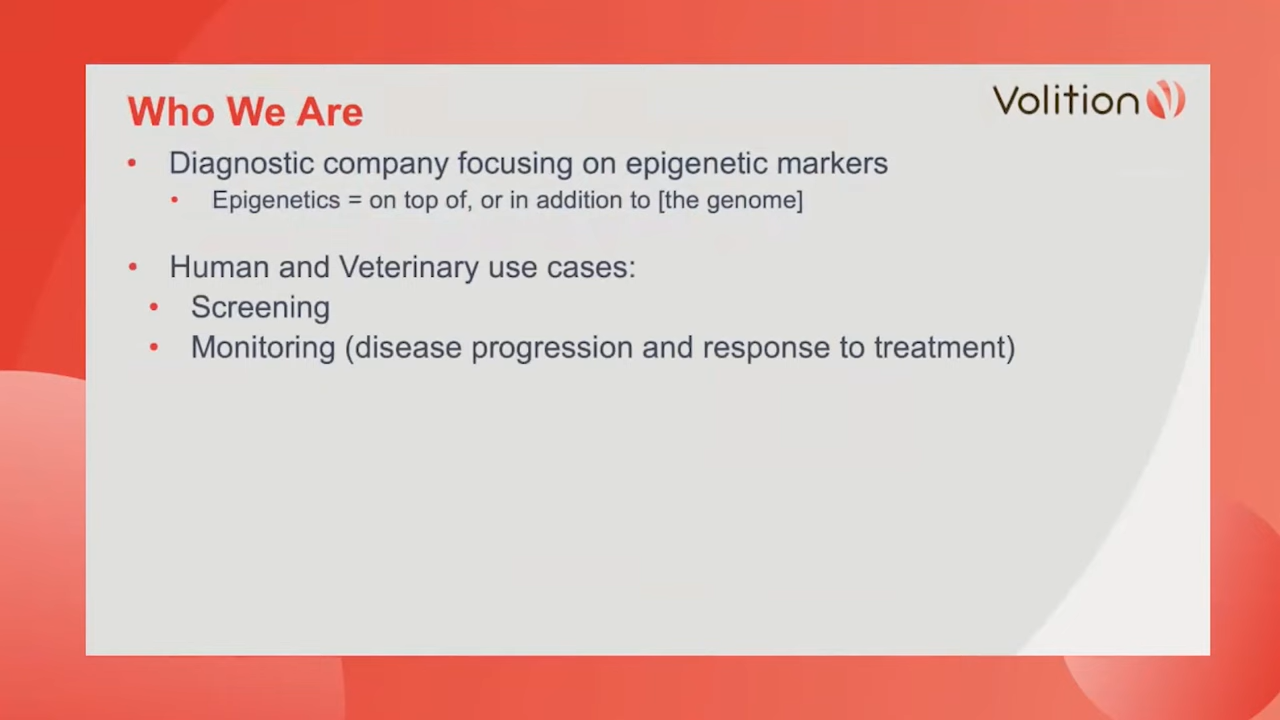 Who We Are
Volition
• Diagnostic company focusing on epigenetic markers
• Epigenetics = on top of, or in addition to [the genome]
• Human and Veterinary use cases:
• Screening
• Monitoring (disease progression and response to treatment)